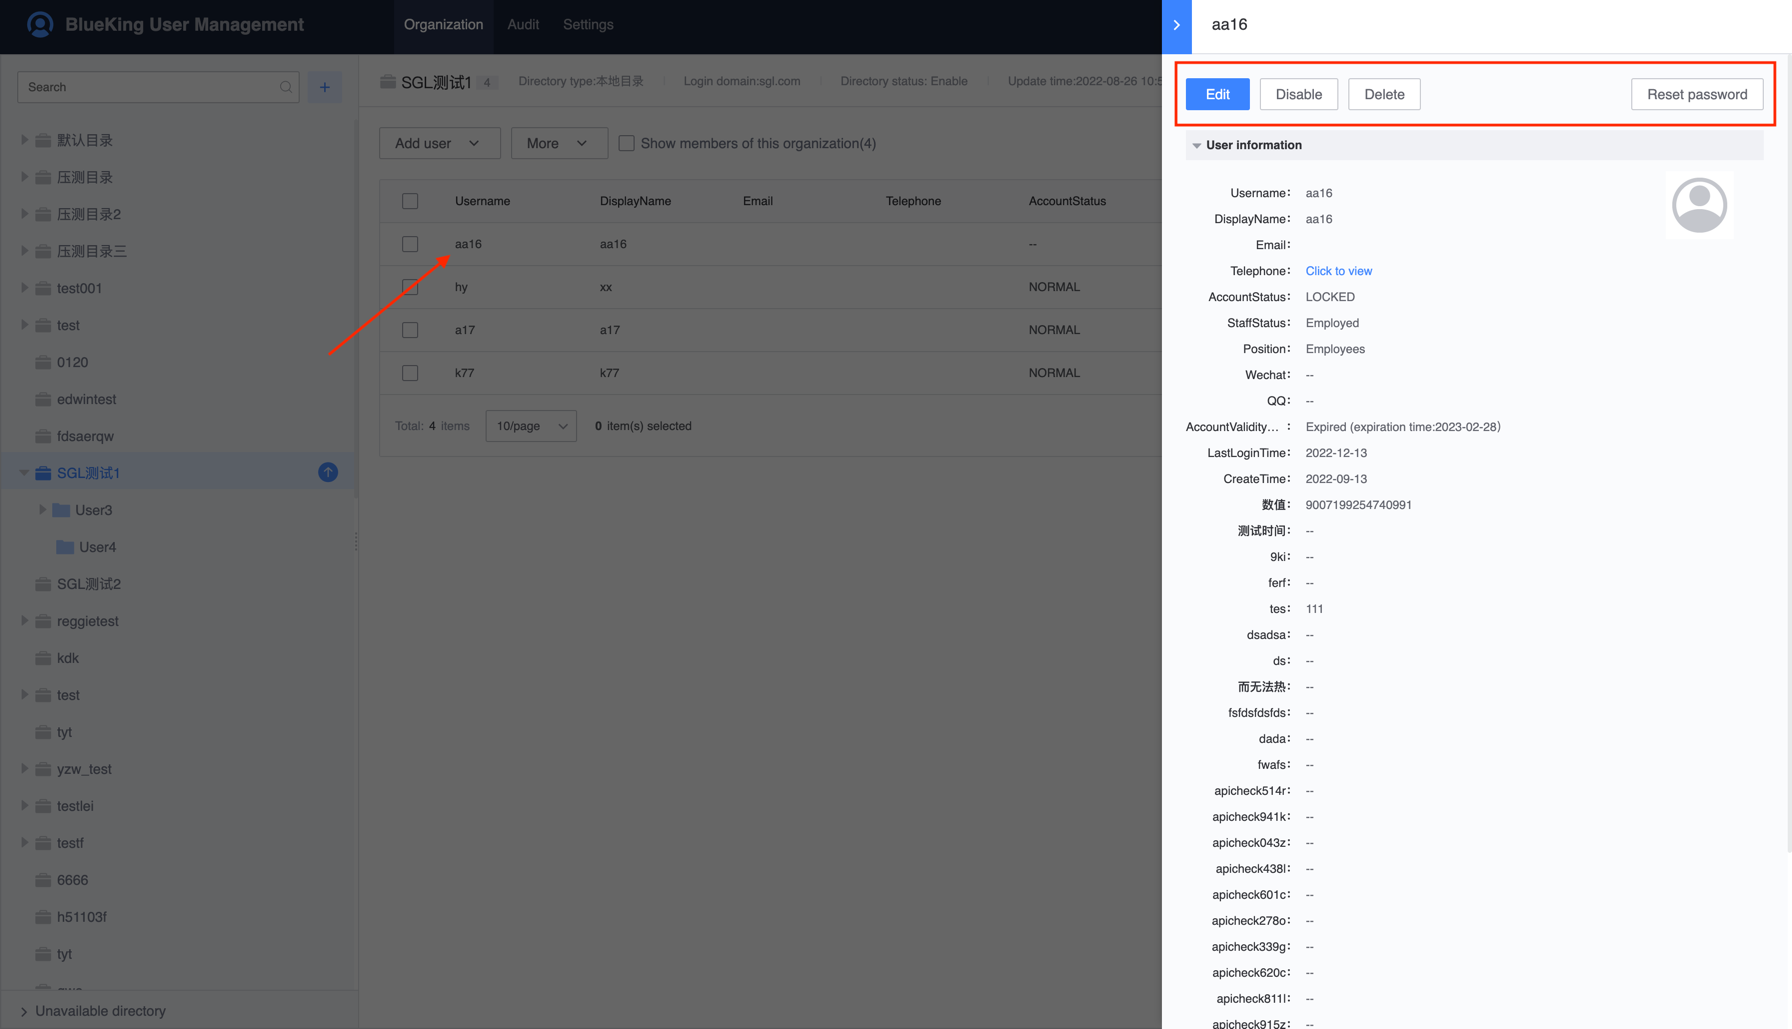 BlueKing User Management
Organization
Audit
Settings
Search
+
默认目录
压测目录
压测目录2
压测目录三
test001
test
0120
edwintest
fdsaerqw
SGL测试1
User3
User4
SGL测试2
reggietest
kdk
test
tyt
yzw_test
testlei
testf
6666
h51103f
tyt
Unavailable directory
SGL测试1 4
Directory type:本地目录
Login domain:sgl.com
Directory status: Enable
Update time:2022-08-26 10:5
Add user
More
Show members of this organization(4)
Username DisplayName Email Telephone AccountStatus
aa16 aa16 --
hy xx NORMAL
a17 a17 NORMAL
k77 k77 NORMAL
Total: 4 items 10/page 0 item(s) selected
aa16
Edit Disable Delete Reset password
User information
Username: aa16
DisplayName: aa16
Email:
Telephone: Click to view
AccountStatus: LOCKED
StaffStatus: Employed
Position: Employees
Wechat: --
QQ: --
AccountValidity... : Expired (expiration time:2023-02-28)
LastLoginTime: 2022-12-13
CreateTime: 2022-09-13
数值: 9007199254740991
测试时间: --
9ki: --
ferf: --
tes: 111
dsadsa: --
ds: --
而无法热: --
fsfdsfdsfds: --
dada: --
fwafs: --
apicheck514r: --
apicheck941k: --
apicheck043z: --
apicheck438l: --
apicheck601c: --
apicheck278o: --
apicheck339g: --
apicheck620c: --
apicheck811l: --
apicheck915z: --